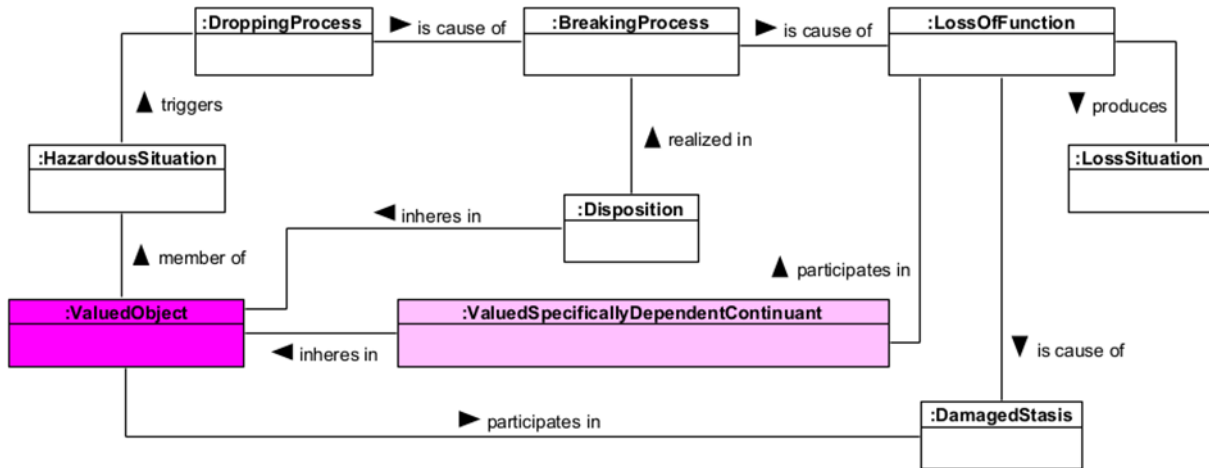 :DroppingProcess
is cause of
:BreakingProcess
is cause of
:LossOfFunction
triggers
realized in
produces
:HazardousSituation
:LossSituation
inheres in
:Disposition
member of
participates in
:ValuedObject
:ValuedSpecificallyDependentContinuant
inheres in
is cause of
participates in
:DamagedStasis